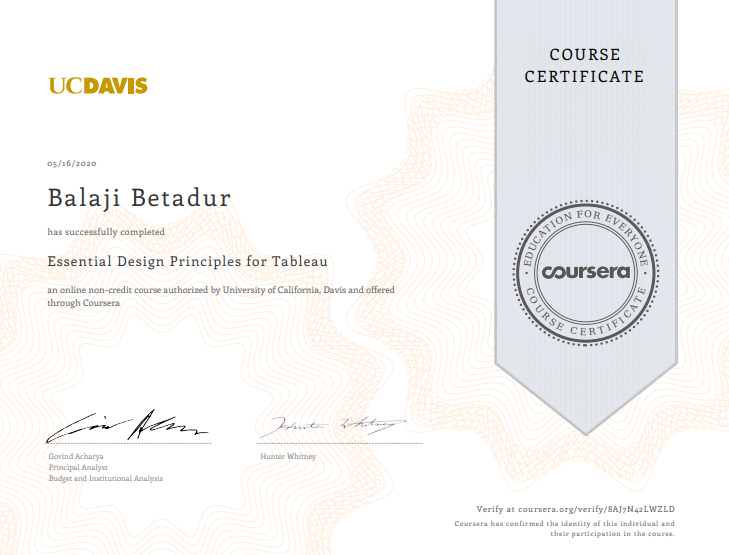 COURSE
CERTIFICATE
UCDAVIS
05/16/2020
Balaji Betadur
has successfully completed
Essential Design Principles for Tableau
an online non-credit course authorized by University of California, Davis and offered
through Coursera
EDUCATION FOR EVERYONE
coursera
COURSE CERTIFICATE
Govind Acharya
Principal Analyst
Budget and Institutional Analysis
Hunter Whitney
Hunter Whitney
Verify at coursera.org/verify/8AJ7N42LWZLD
Coursera has confirmed the identity of this individual and
their participation in the course.